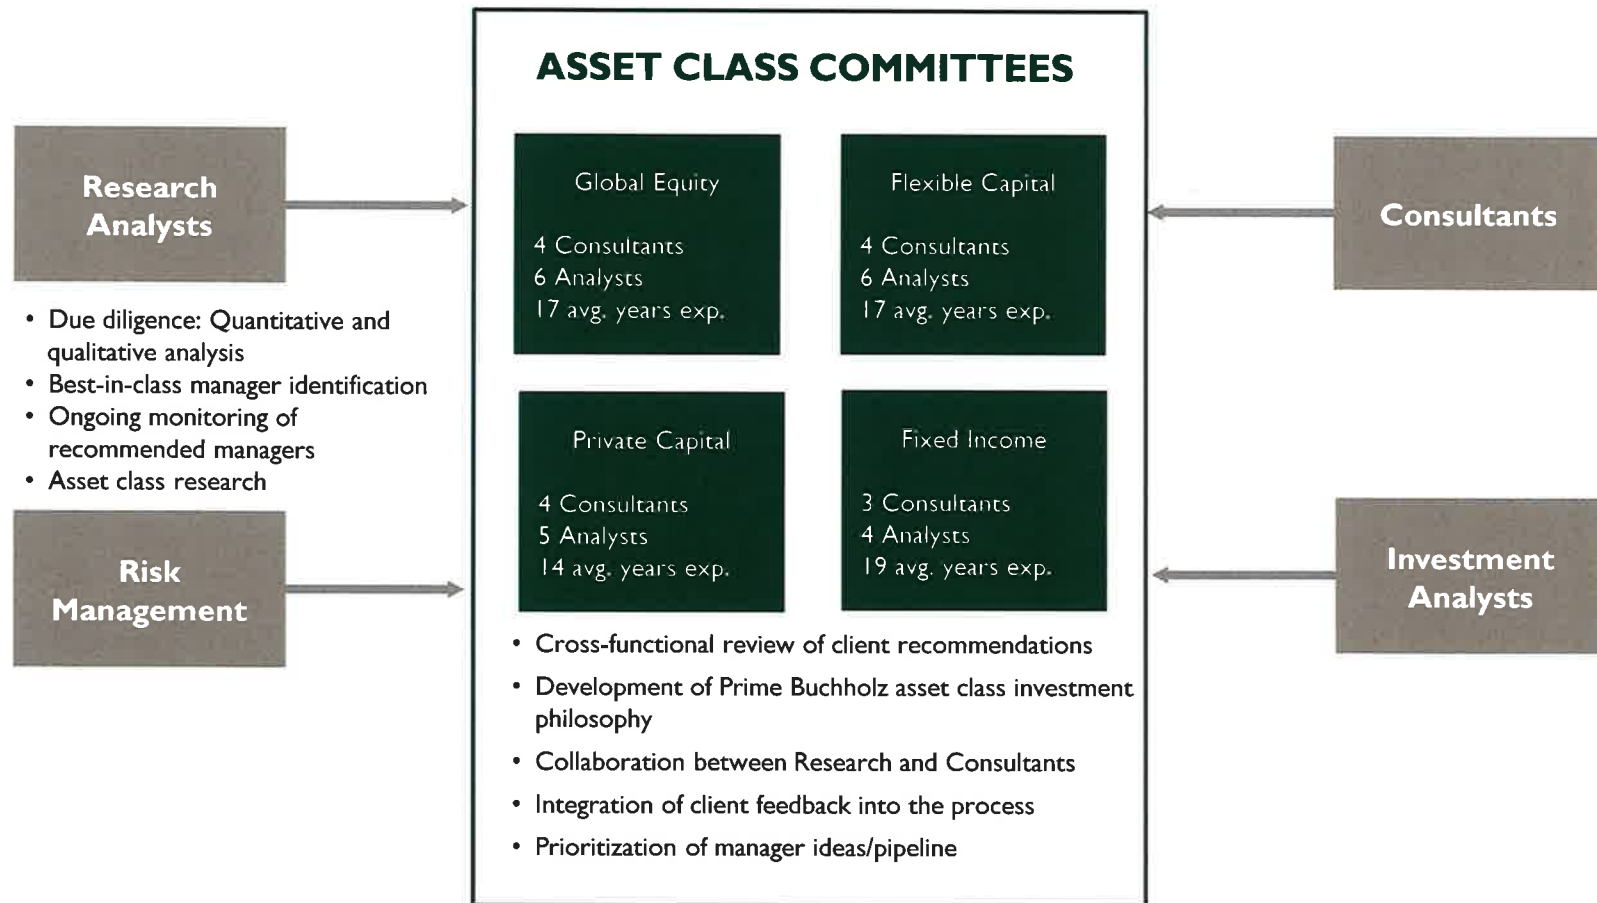 ASSET CLASS COMMITTEES
Research
Analysts
• Due diligence: Quantitative and
qualitative analysis
• Best-in-class manager identification
• Ongoing monitoring of
recommended managers
• Asset class research
Risk
Management
Global Equity
4 Consultants
6 Analysts
17 avg. years exp.
Flexible Capital
4 Consultants
6 Analysts
17 avg. years exp.
Private Capital
4 Consultants
5 Analysts
14 avg. years exp.
Fixed Income
3 Consultants
4 Analysts
19 avg. years exp.
• Cross-functional review of client recommendations
• Development of Prime Buchholz asset class investment
philosophy
• Collaboration between Research and Consultants
• Integration of client feedback into the process
• Prioritization of manager ideas/pipeline
Consultants
Investment
Analysts